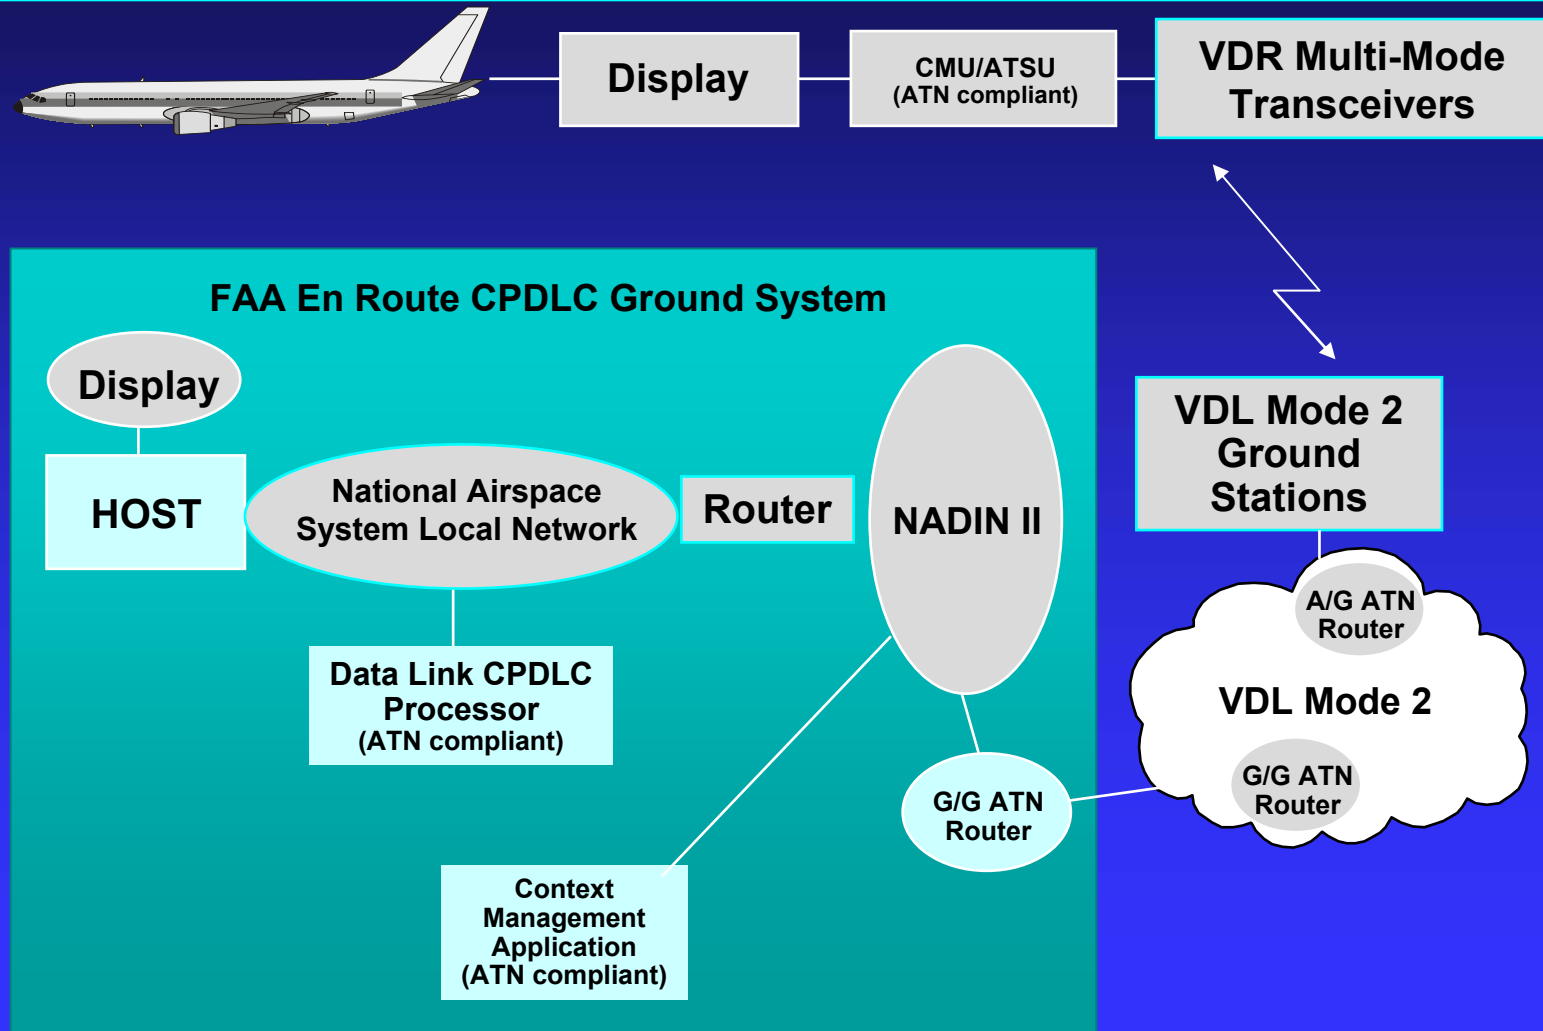 Display
CMU/ATSU
(ATN compliant)
VDR Multi-Mode
Transceivers
FAA En Route CPDLC Ground System
Display
HOST
National Airspace
System Local Network
Router
NADIN II
VDL Mode 2
Ground
Stations
A/G ATN
Router
VDL Mode 2
G/G ATN
Router
Data Link CPDLC
Processor
(ATN compliant)
G/G ATN
Router
Context
Management
Application
(ATN compliant)